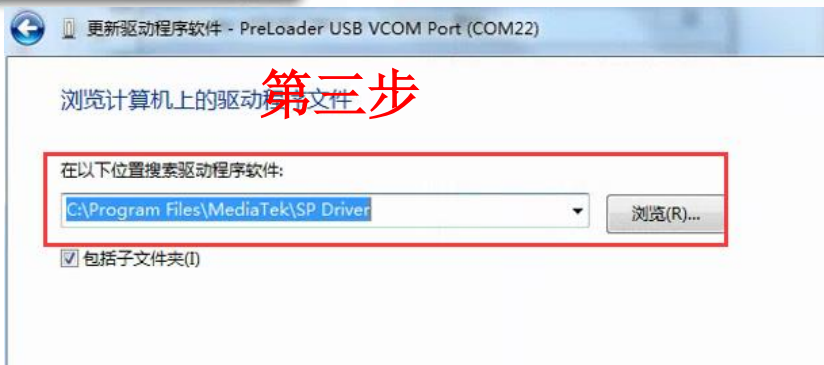 更新驱动程序软件 - PreLoader USB VCOM Port (COM22)
第三步
浏览计算机上的驱动程序文件
在以下位置搜索驱动程序软件:
C:\Program Files\MediaTek\SP Driver
浏览(R)...
包括子文件夹(I)